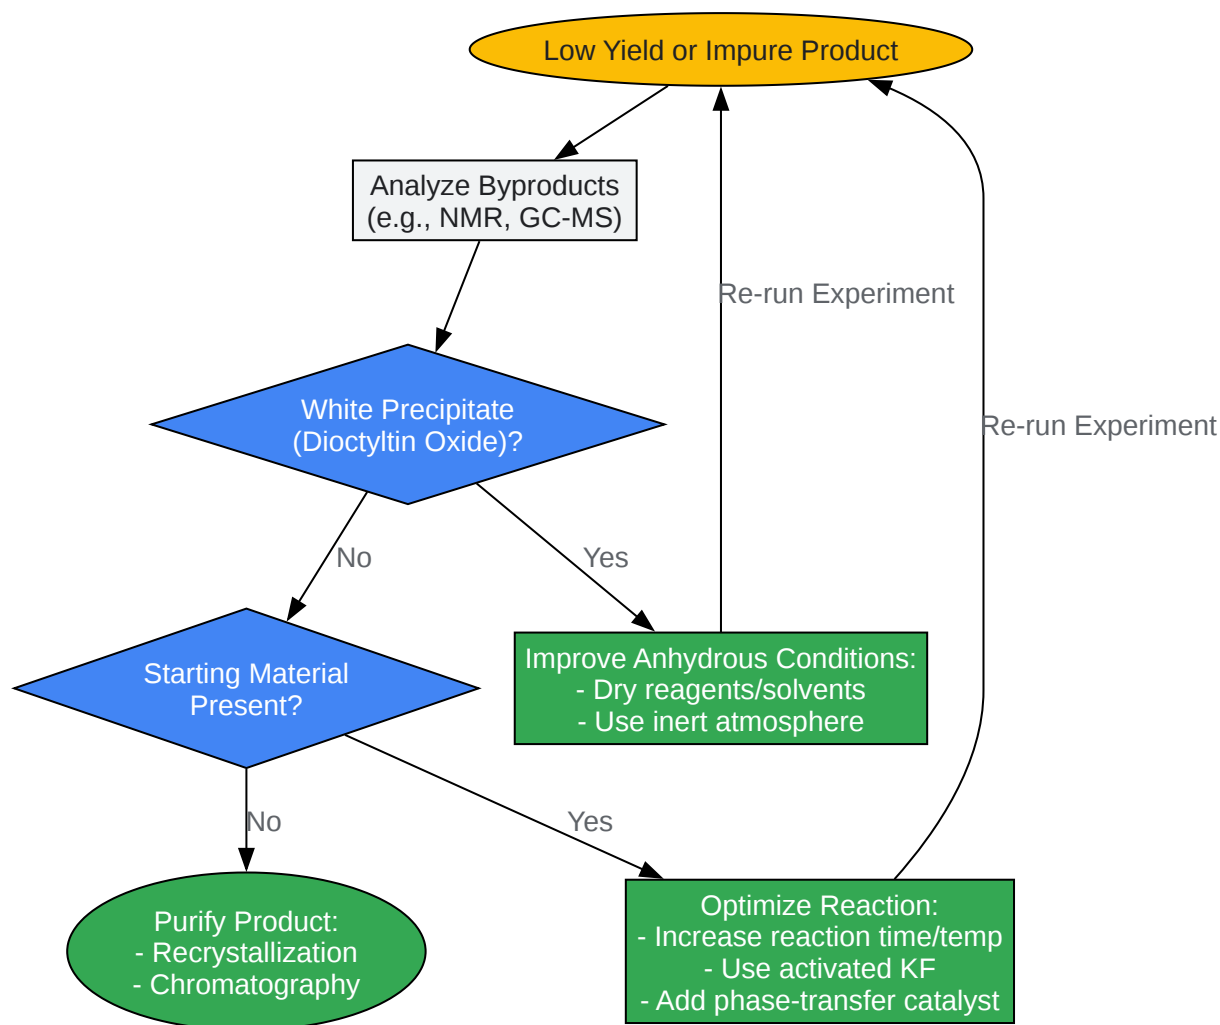 Low Yield or Impure Product
Analyze Byproducts
(e.g., NMR, GC-MS)
Re-run Experiment
White Precipitate
(Dioctyltin Oxide)?
Re-run Experiment
No
Yes
Starting Material
Present?
Improve Anhydrous Conditions:
- Dry reagents/solvents
- Use inert atmosphere
No
Yes
Purify Product:
- Recrystallization
- Chromatography
Optimize Reaction:
- Increase reaction time/temp
- Use activated KF
- Add phase-transfer catalyst